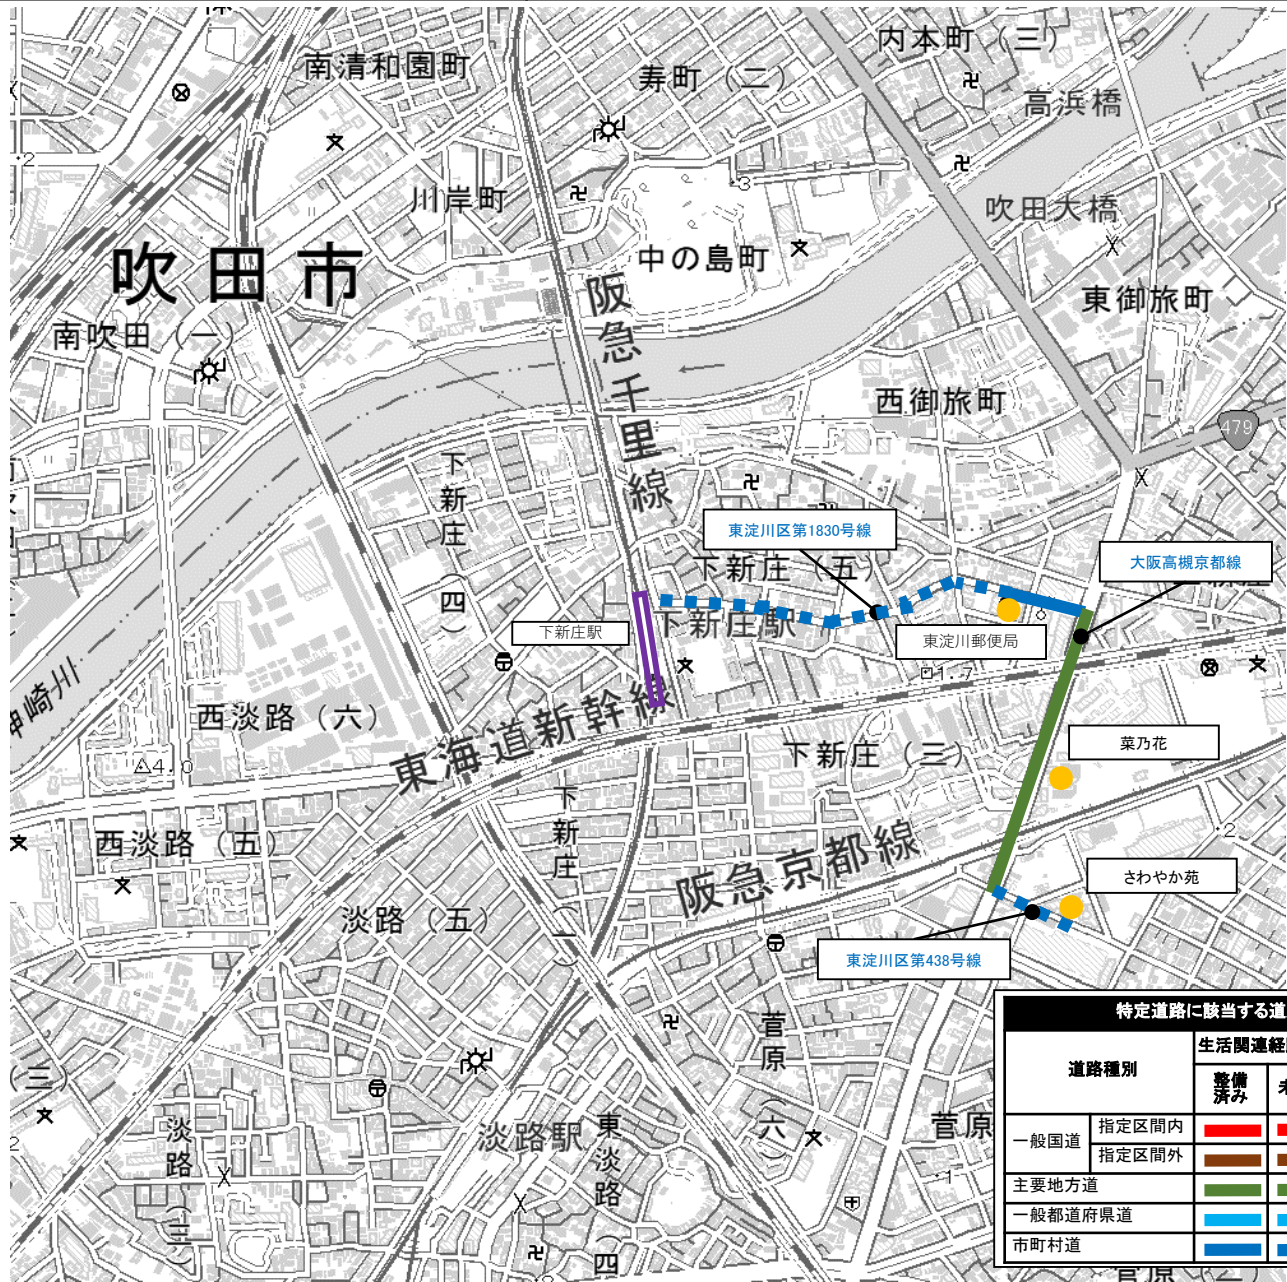 内本町（三）
南清和園町
寿町（二）
高浜橋
川岸町
吹田大橋
中の島町
吹田市
阪急千里線
東御旅町
南吹田（一）
西御旅町
479
下新庄（四）
東淀川区第1830号線
下新庄（五）
大阪高槻京都線
下新庄駅
下新庄駅
東淀川郵便局
1.7
神崎川
西淡路（六）
東海道新幹線
菜乃花
下新庄（三）
4.0
下新庄（一）
西淡路（五）
阪急京都線
さわやか苑
淡路（五）
東淀川区第438号線
菅原（六）
特定道路に該当する道
道路種別
生活関連経
整備済み
一般国道
指定区間内
指定区間外
主要地方道
一般都道府県道
市町村道
淡路（三）
淡路駅
東淡路（四
菅原
菅原
（三）